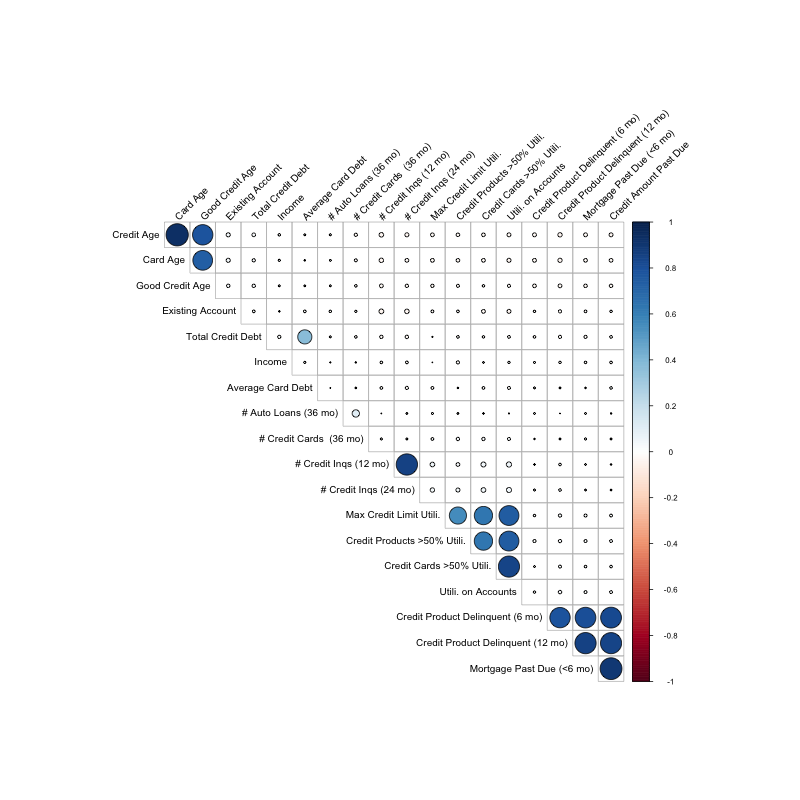 Card Age
Good Credit Age
Existing Account
Total Credit Debt
Income
Average Card Debt
# Auto Loans (36 mo)
# Credit Cards  (36 mo)
# Credit Inqs (12 mo)
# Credit Inqs (24 mo)
Max Credit Limit Util.
Credit Products >50% Utili.
Credit Cards >50% Utili.
Utili. on Accounts
Credit Product Delinquent (6 mo)
Credit Product Delinquent (12 mo)
Mortgage Past Due (<6 mo)
Credit Amount Past Due
Credit Age
Card Age
Good Credit Age
Existing Account
Total Credit Debt
Income
Average Card Debt
# Auto Loans (36 mo)
# Credit Cards  (36 mo)
# Credit Inqs (12 mo)
# Credit Inqs (24 mo)
Max Credit Limit Utili.
Credit Products >50% Utili.
Credit Cards >50% Utili.
Utili. on Accounts
Credit Product Delinquent (6 mo)
Credit Product Delinquent (12 mo)
Mortgage Past Due (<6 mo)
1
0.8
0.6
0.4
0.2
0
-0.2
-0.4
-0.6
-0.8
-1